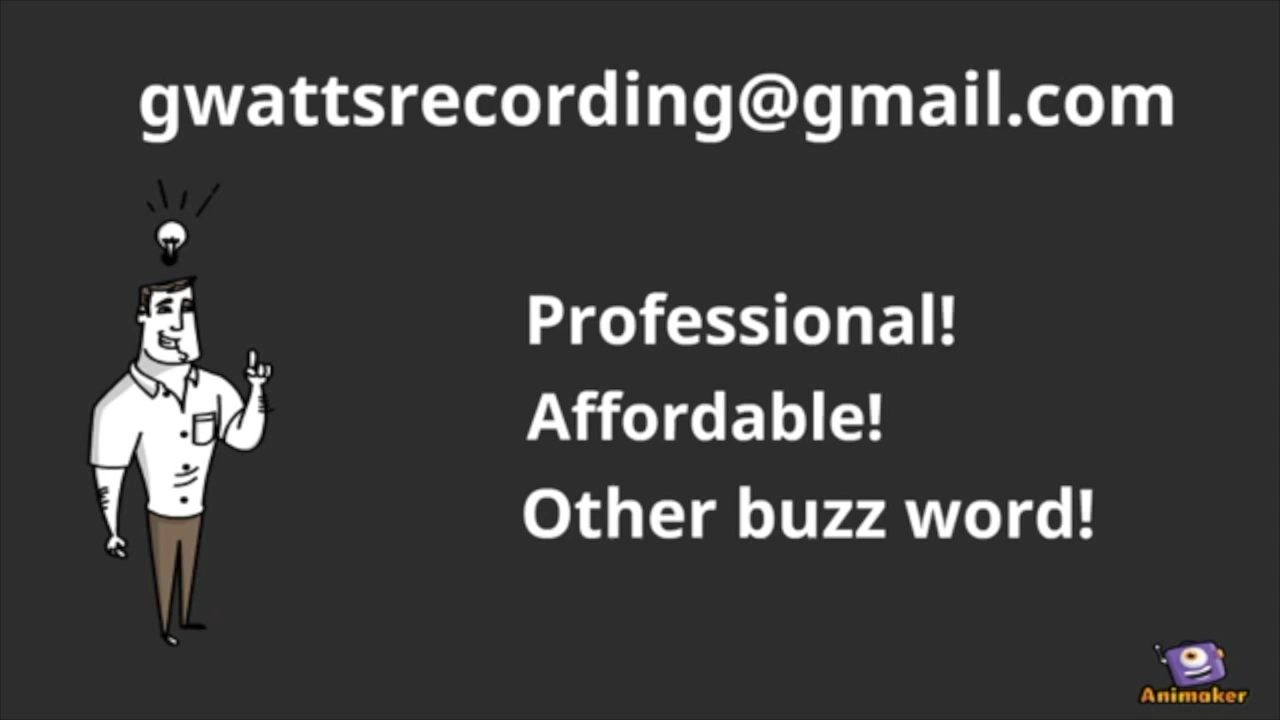 gwattsrecording@gmail.com
Professional!
Affordable!
Other buzz word!
Animaker